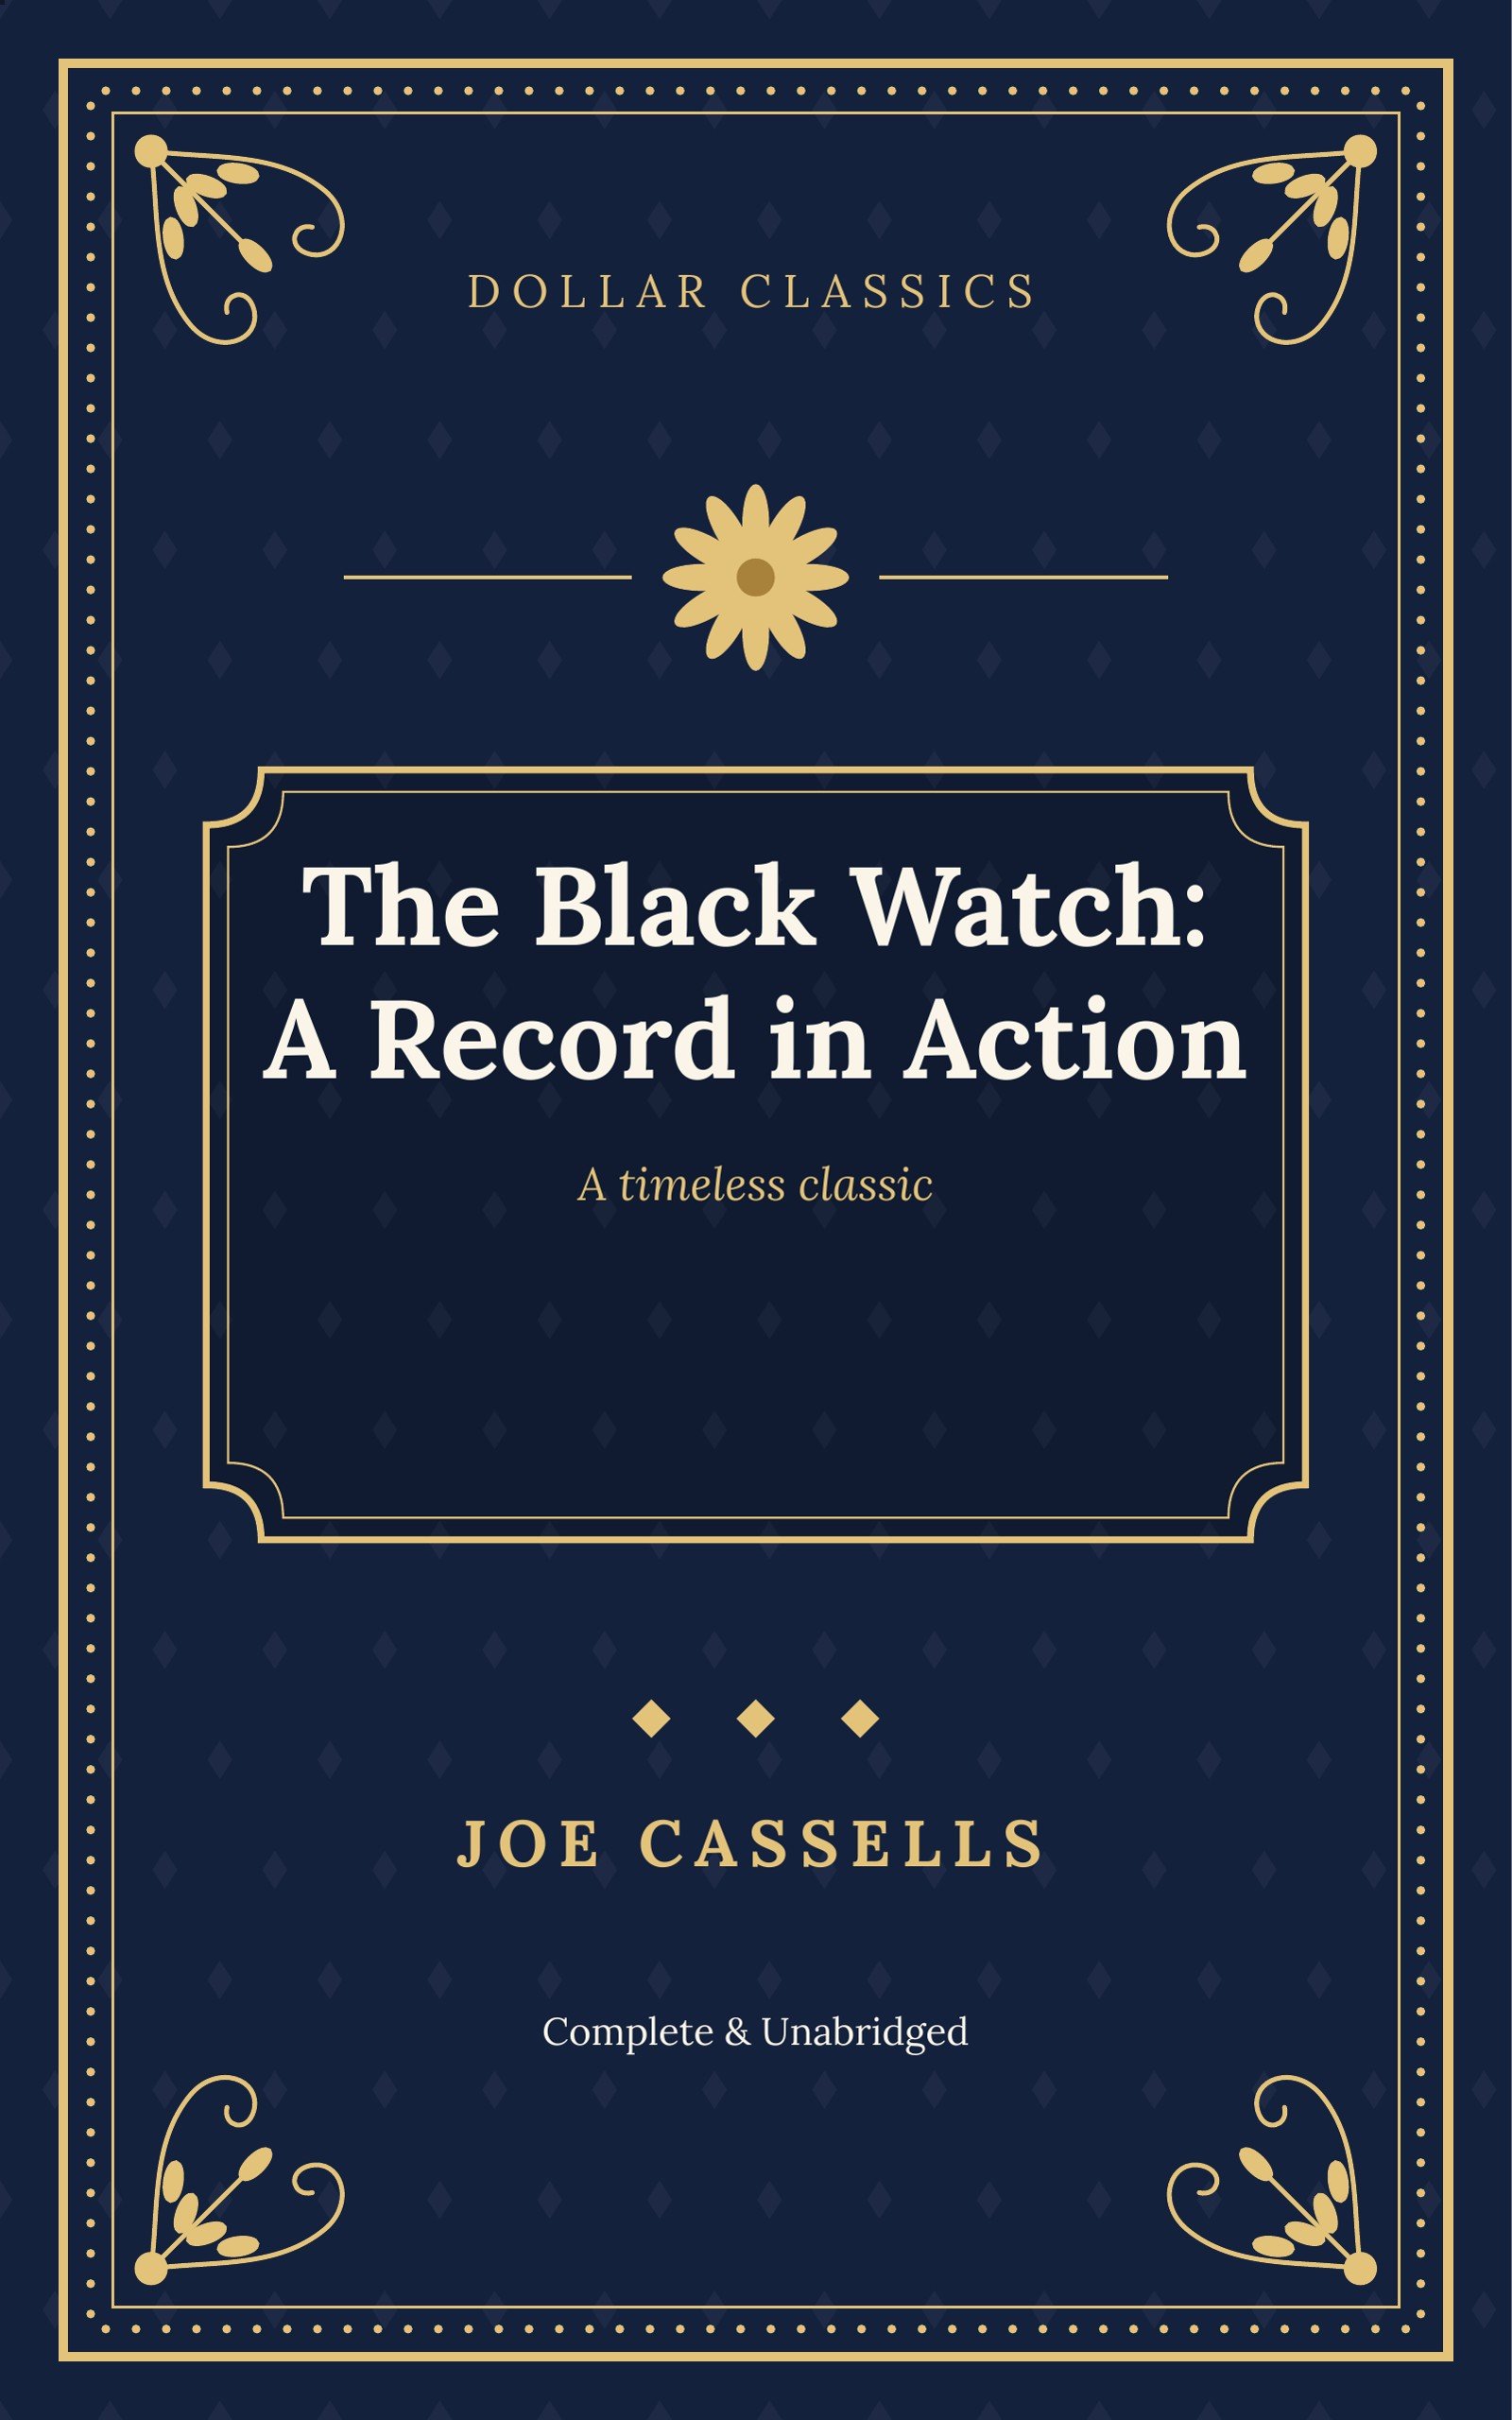 DOLLAR CLASSICS
The Black Watch:
A Record in Action
A timeless classic
JOE CASSELLS
Complete & Unabridged